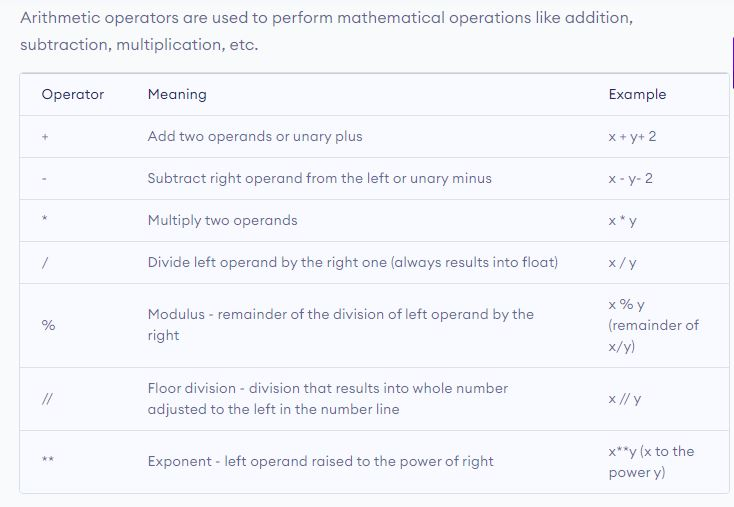 Arithmetic operators are used to perform mathematical operations like addition,
subtraction, multiplication, etc.
Operator Meaning Example
+ Add two operands or unary plus x + y+ 2
- Subtract right operand from the left or unary minus x - y- 2
* Multiply two operands x * y
/ Divide left operand by the right one (always results into float) x / y
% Modulus - remainder of the division of left operand by the
right
x % y
(remainder of
x/y)
// Floor division - division that results into whole number
adjusted to the left in the number line
x // y
** Exponent - left operand raised to the power of right
x**y (x to the
power y)